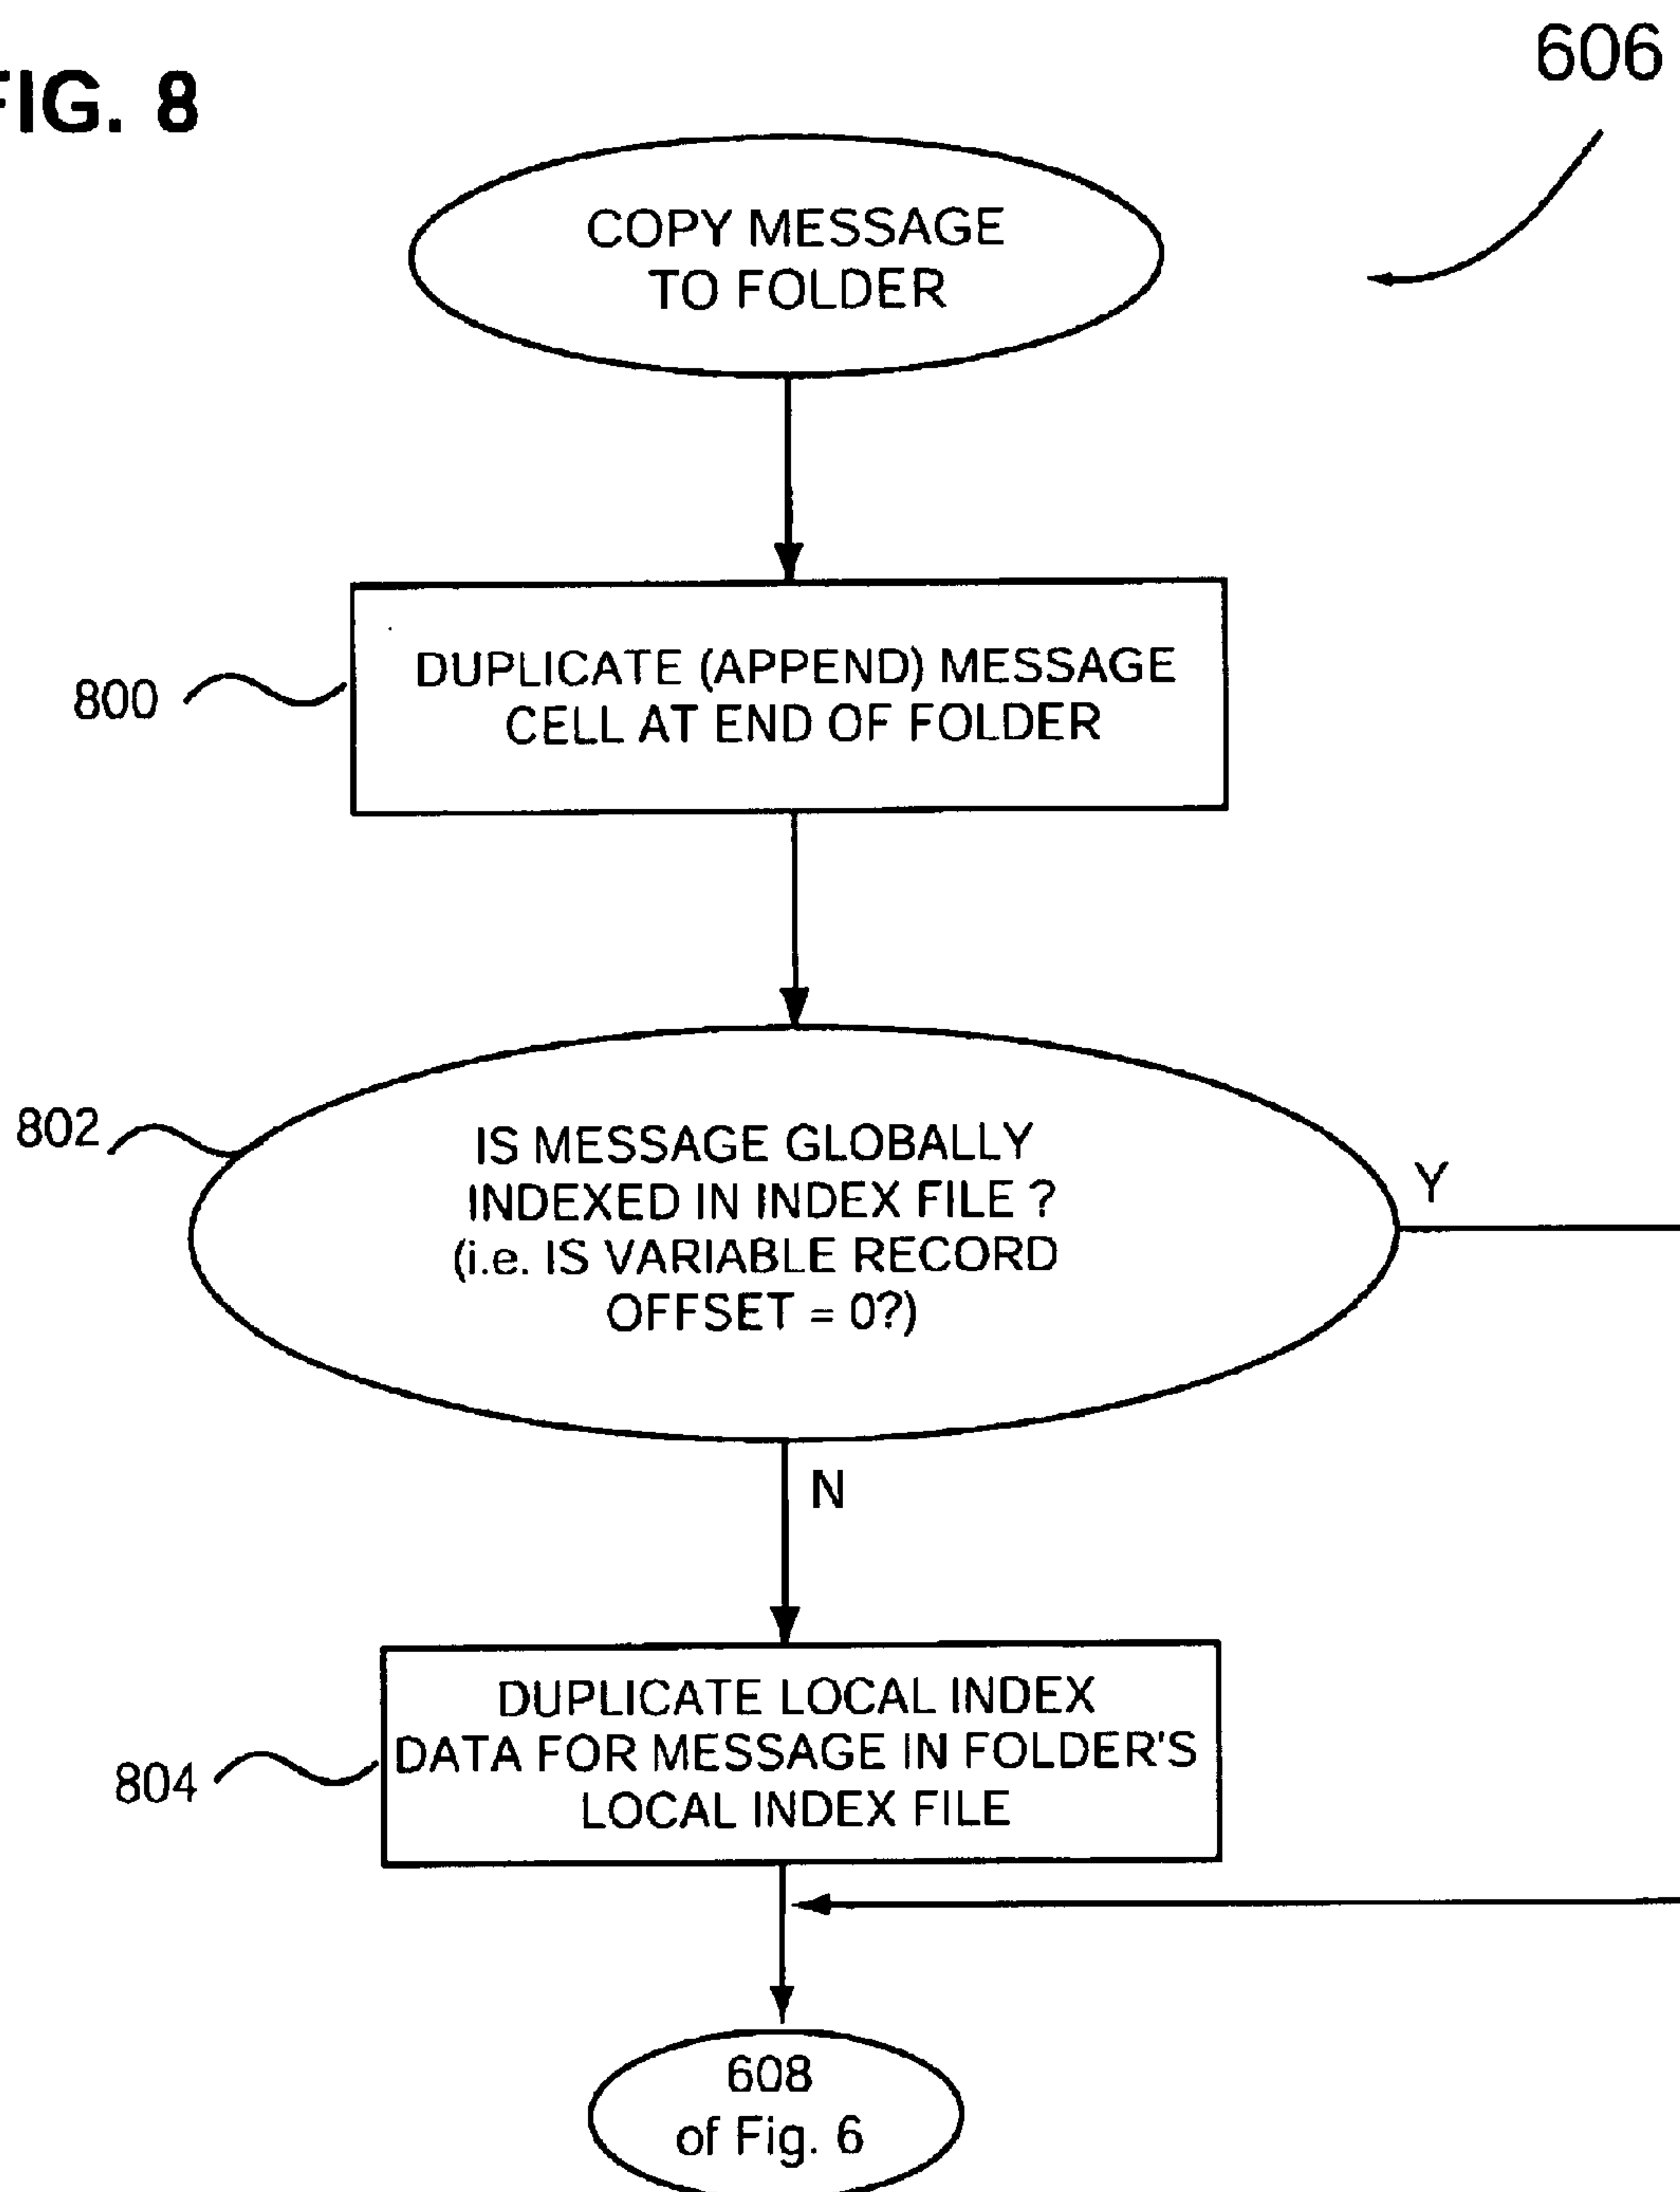 FIG. 8
606
COPY MESSAGE
TO FOLDER
800
DUPLICATE (APPEND) MESSAGE
CELL AT END OF FOLDER
802
IS MESSAGE GLOBALLY
INDEXED IN INDEX FILE ?
(i.e. IS VARIABLE RECORD
OFFSET = 0?)
Y
N
804
DUPLICATE LOCAL INDEX
DATA FOR MESSAGE IN FOLDER'S
LOCAL INDEX FILE
608
of Fig. 6